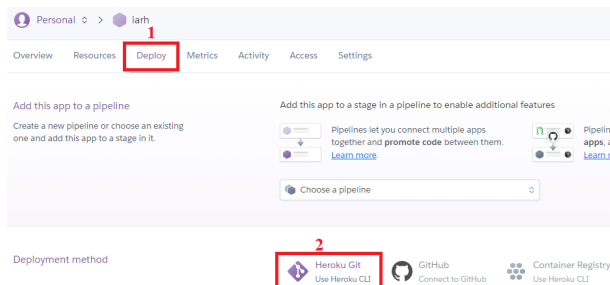 Personal > iarh
1
Overview Resources Deploy Metrics Activity Access Settings
Add this app to a pipeline
Create a new pipeline or choose an existing
one and add this app to a stage in it.
Add this app to a stage in a pipeline to enable additional features
Pipelines let you connect multiple apps
together and promote code between them.
Learn more.
apps,
Choose a pipeline
Deployment method
2
Heroku Git
Use Heroku CLI
GitHub
Connect to GitHub
Container Registry
Use Heroku CLI